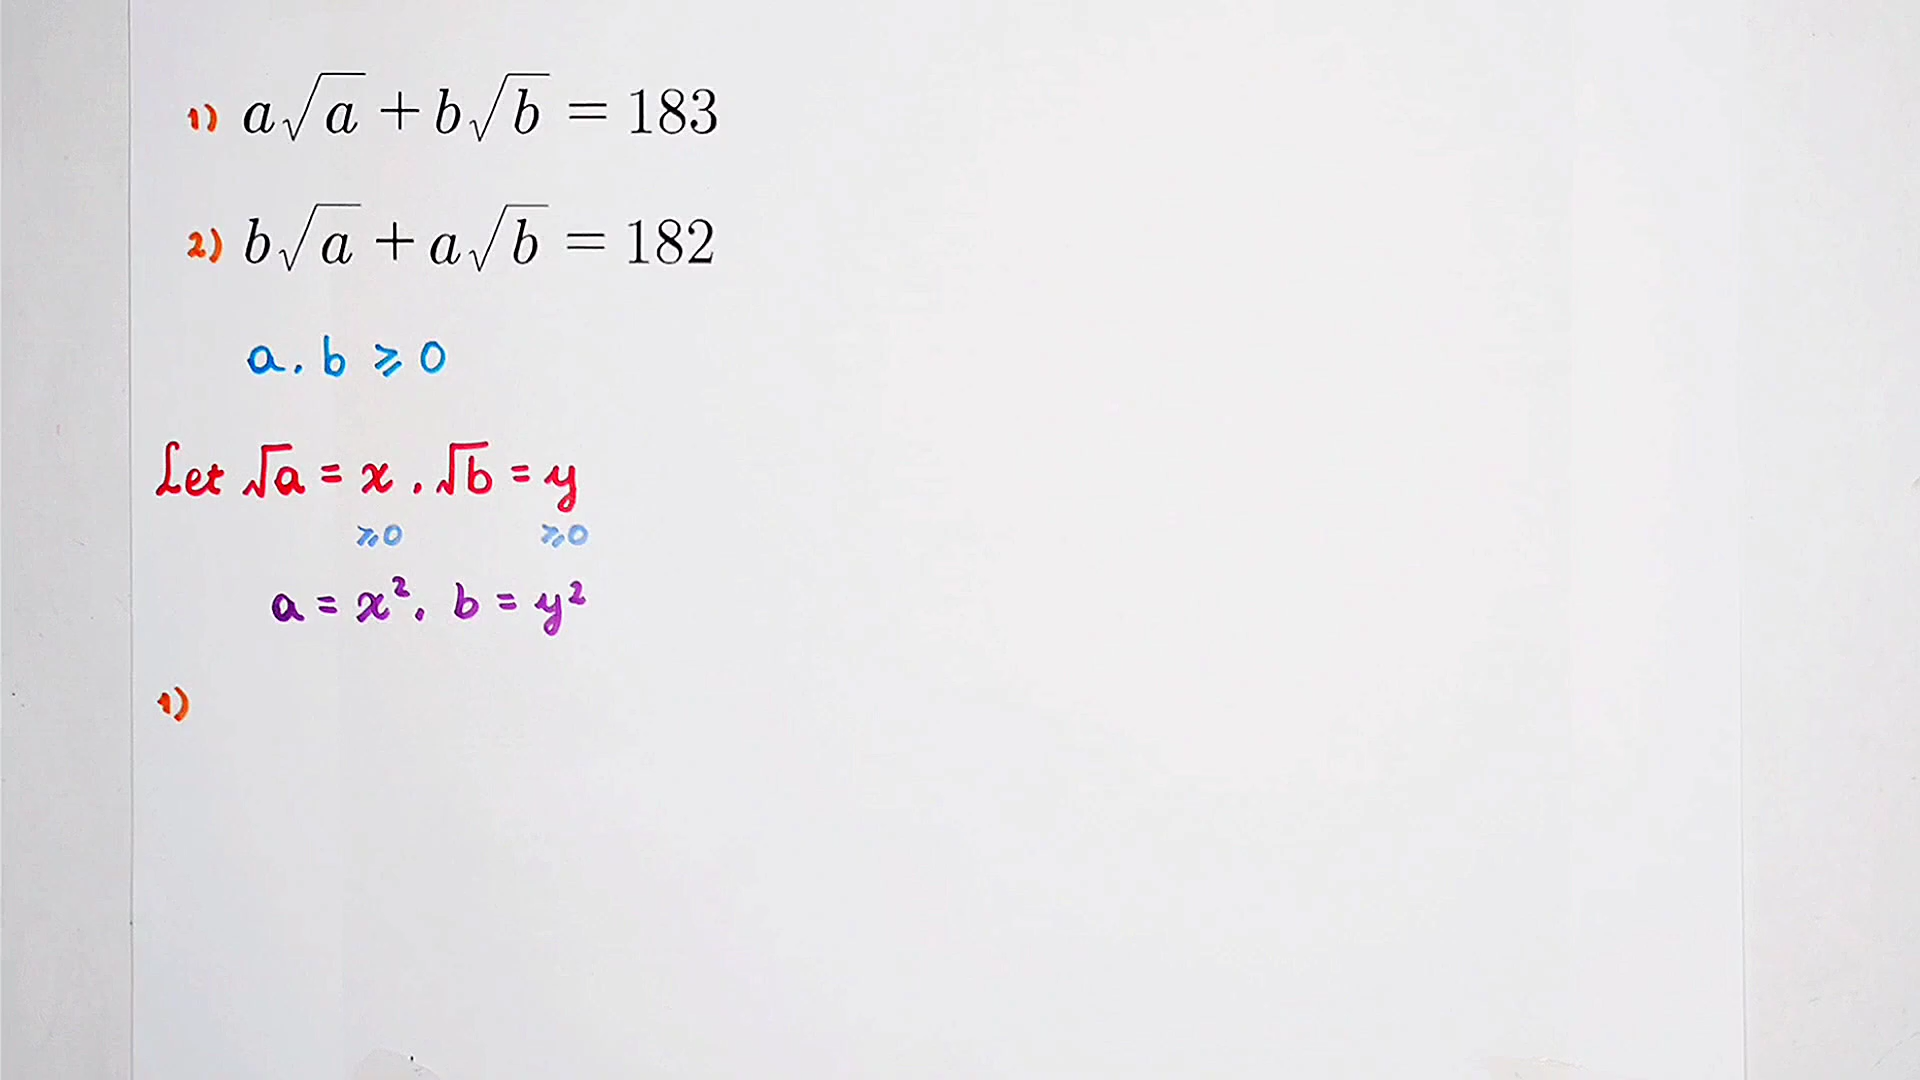 1) a√a + b√b = 183
2) b√a + a√b = 182
a, b ⩾ 0
Let √a = x, √b = y
⩾0 ⩾0
a = x², b = y²
1)